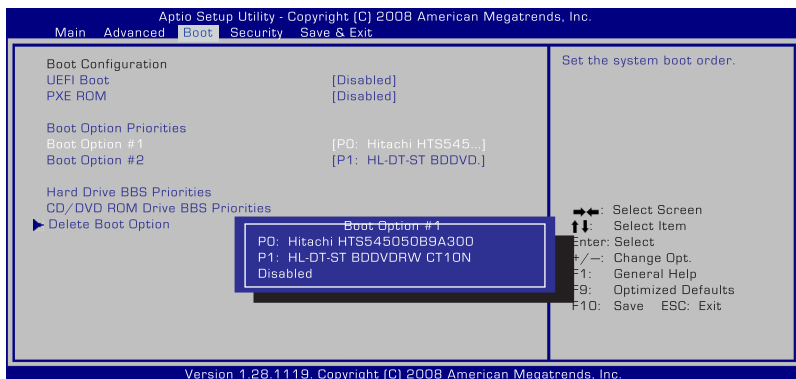 Aptio Setup Utility - Copyright (C) 2008 American Megatrends, Inc.
Main Advanced Boot Security Save & Exit
Boot Configuration
UEFI Boot [Disabled]
PXE ROM [Disabled]
Boot Option Priorities
Boot Option #1 [P0: Hitachi HTS545...]
Boot Option #2 [P1: HL-DT-ST BDDVD.]
Hard Drive BBS Priorities
CD/DVD ROM Drive BBS Priorities
Delete Boot Option
Boot Option #1
P0: Hitachi HTS545050B9A300
P1: HL-DT-ST BDDVDRW CT10N
Disabled
Set the system boot order.
→←: Select Screen
↑↓: Select Item
Enter: Select
+/—: Change Opt.
F1: General Help
F9: Optimized Defaults
F10: Save ESC: Exit
Version 1.28.1119. Copyright (C) 2008 American Megatrends, Inc.